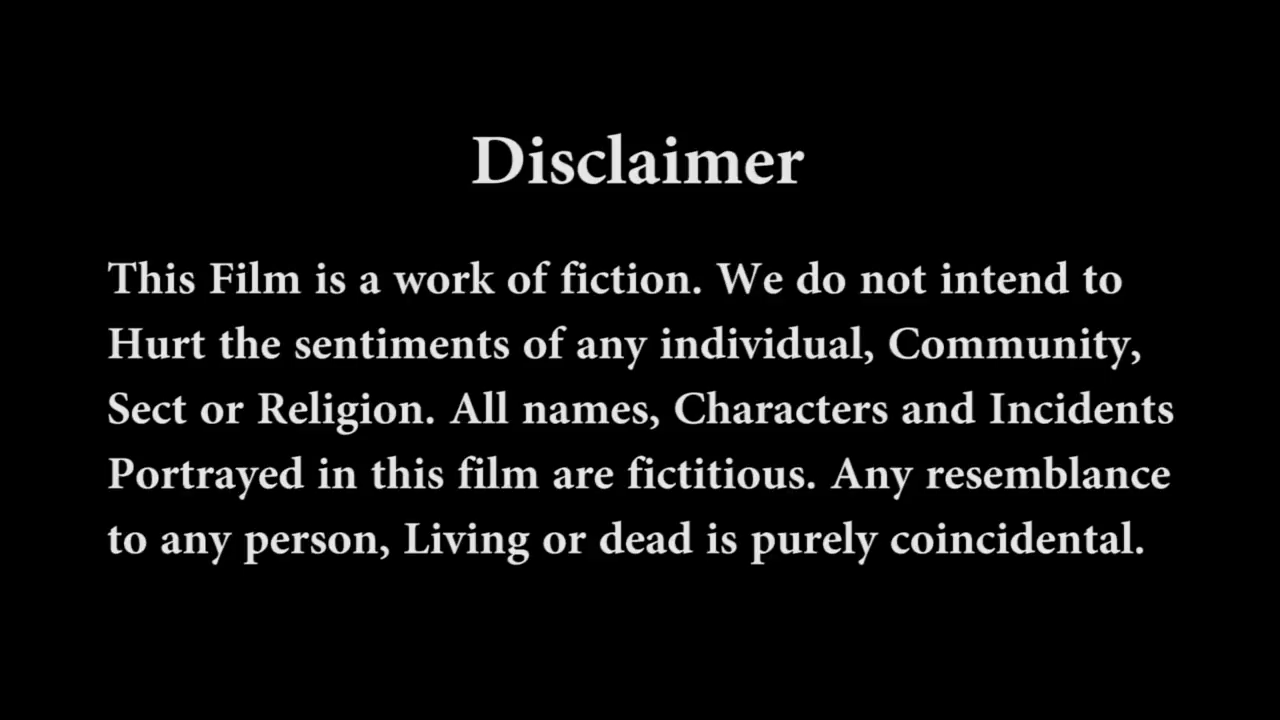 Disclaimer
This Film is a work of fiction. We do not intend to
Hurt the sentiments of any individual, Community,
Sect or Religion. All names, Characters and Incidents
Portrayed in this film are fictitious. Any resemblance
to any person, Living or dead is purely coincidental.